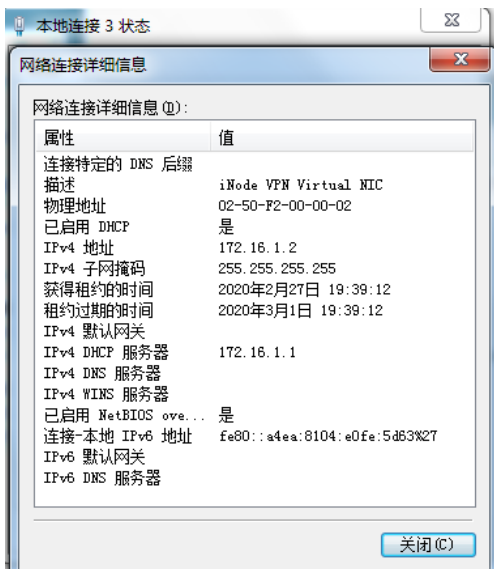 本地连接 3 状态
网络连接详细信息
网络连接详细信息(D):
属性 值
连接特定的 DNS 后缀
描述 iNode VPN Virtual NIC
物理地址 02-50-F2-00-00-02
已启用 DHCP 是
IPv4 地址 172.16.1.2
IPv4 子网掩码 255.255.255.255
获得租约的时间 2020年2月27日 19:39:12
租约过期的时间 2020年3月1日 19:39:12
IPv4 默认网关
IPv4 DHCP 服务器 172.16.1.1
IPv4 DNS 服务器
IPv4 WINS 服务器
已启用 NetBIOS ove... 是
连接-本地 IPv6 地址 fe80::a4ea:8104:e0fe:5d63%27
IPv6 默认网关
IPv6 DNS 服务器
关闭(C)